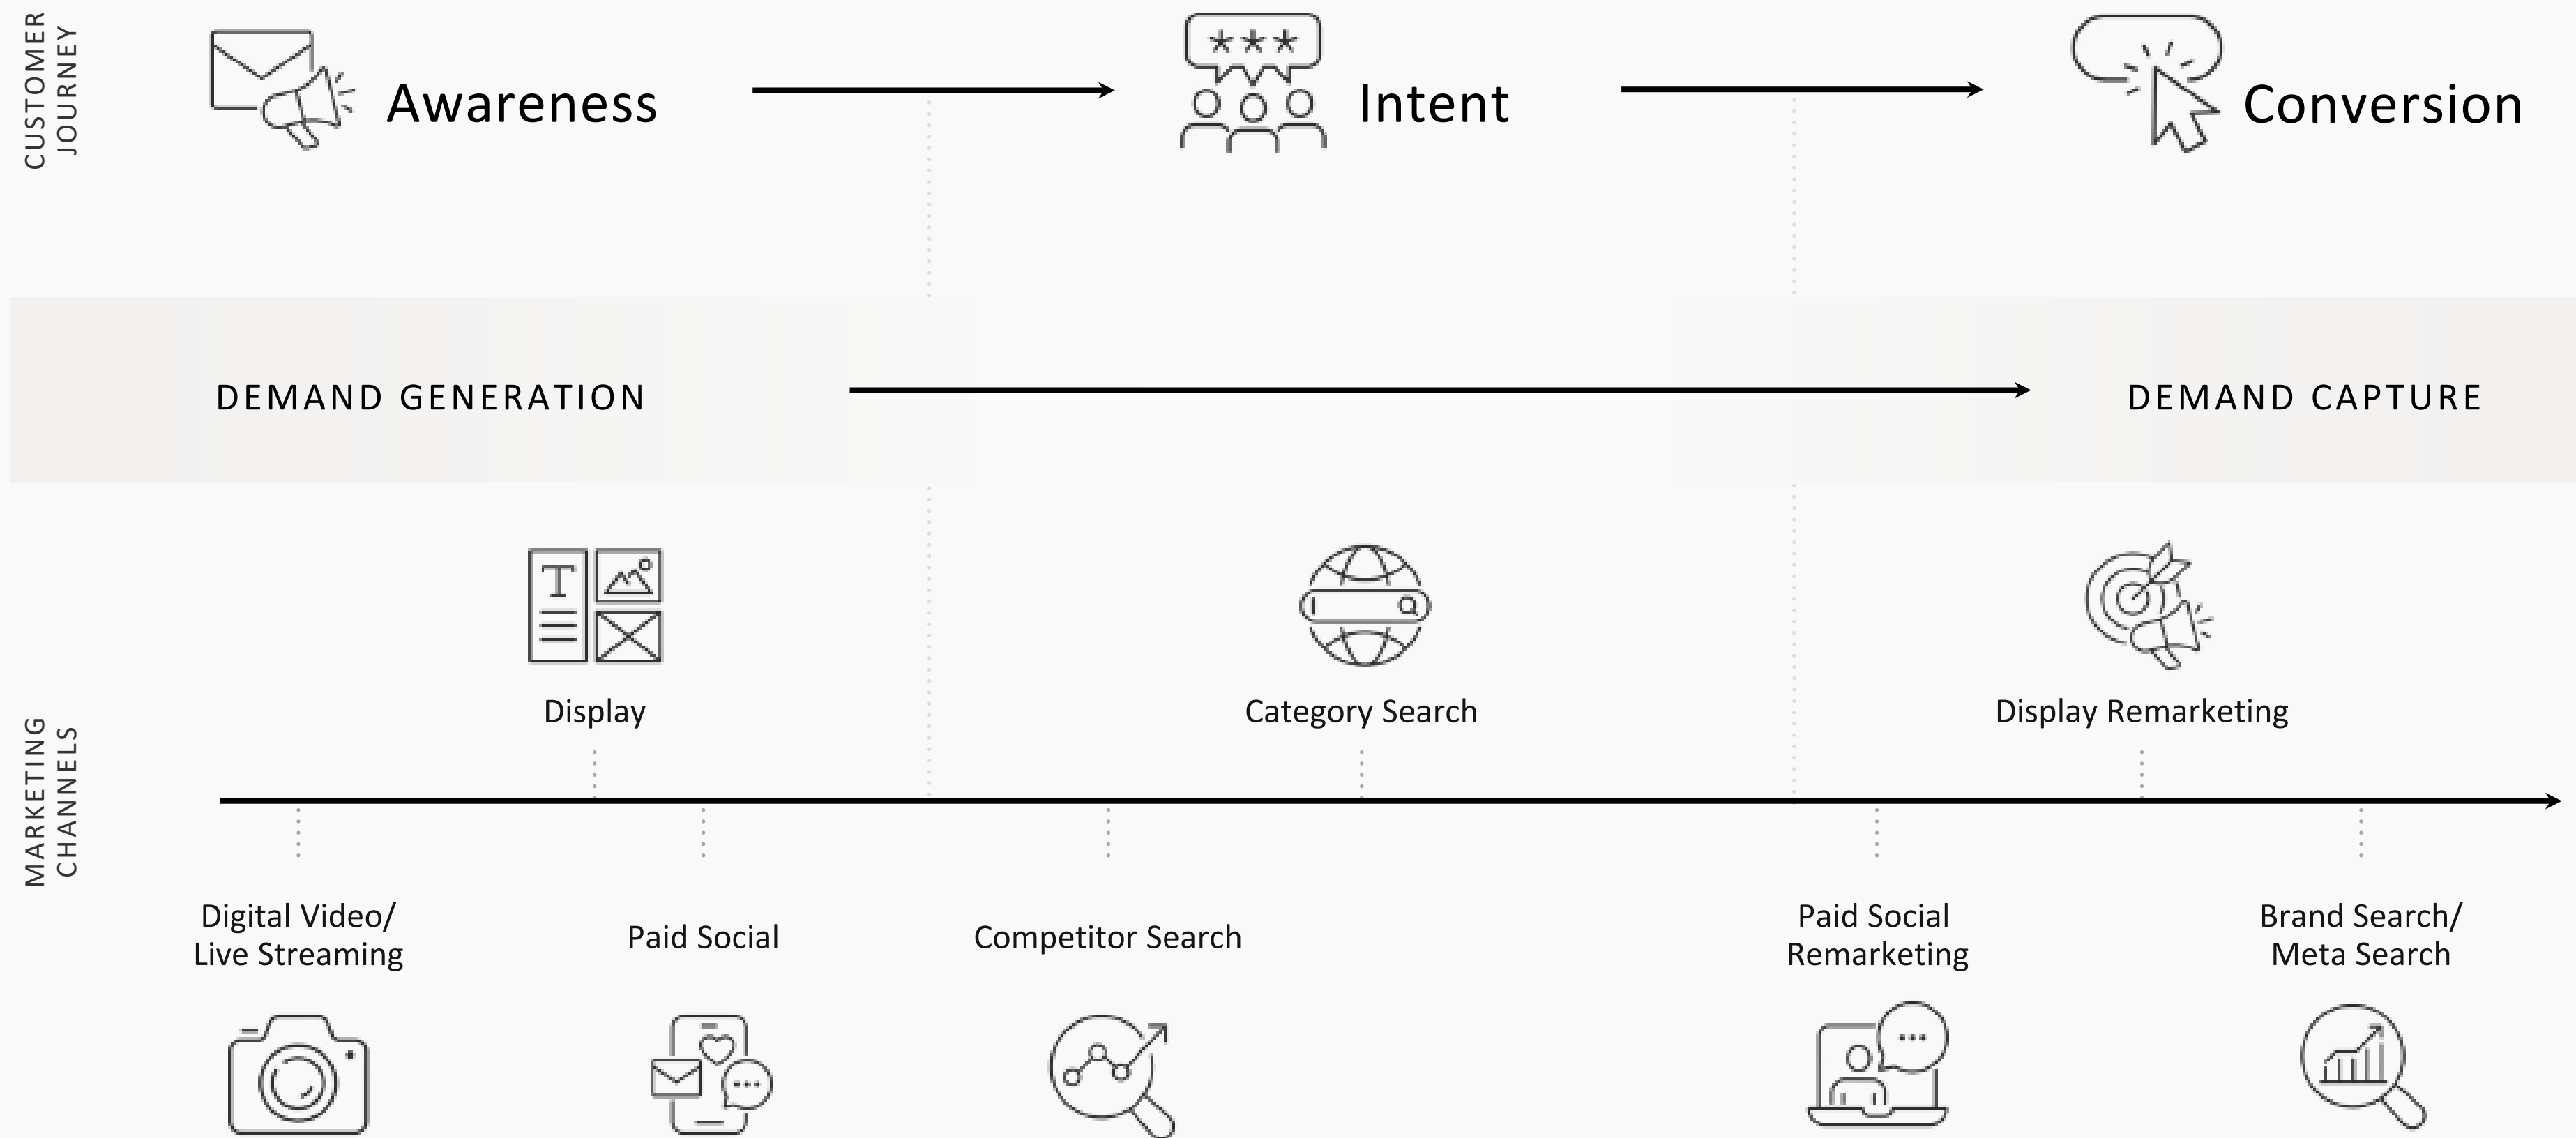 CUSTOMER
JOURNEY
Awareness
Intent
Conversion
DEMAND GENERATION
DEMAND CAPTURE
MARKETING
CHANNELS
T
Display
Category Search
Display Remarketing
Digital Video/
Live Streaming
Paid Social
Competitor Search
Paid Social
Remarketing
Brand Search/
Meta Search